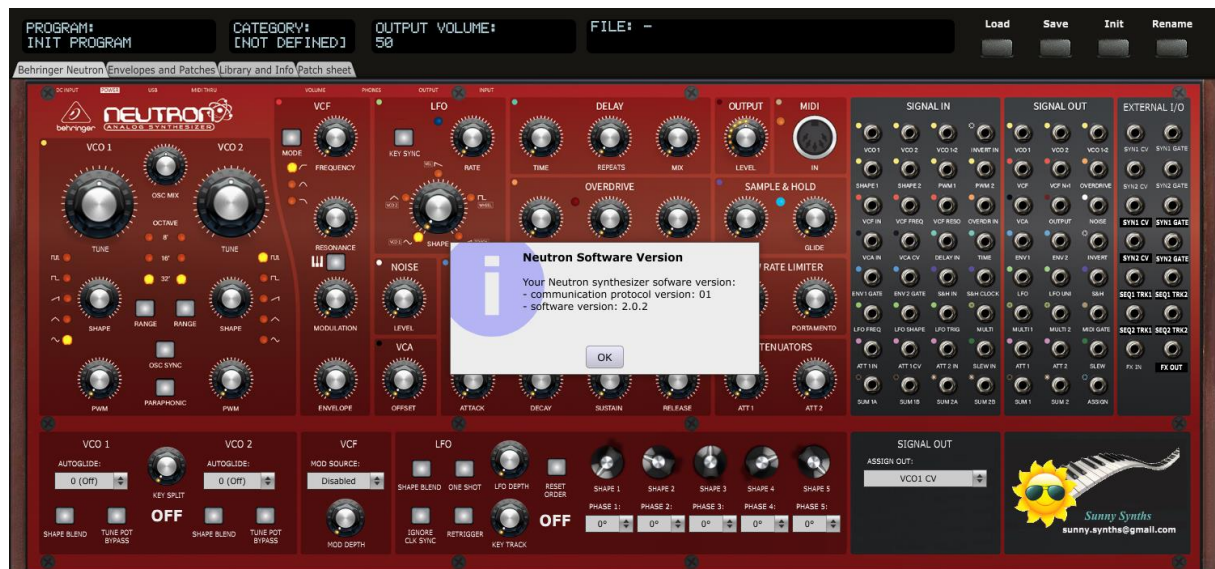 PROGRAM:
INIT PROGRAM
CATEGORY:
[NOT DEFINED]
OUTPUT VOLUME:
50
FILE: -
Load Save Init Rename
Behringer Neutron Envelopes and Patches Library and Info Patch sheet
DC INPUT POWER USB MIDI THRU VOLUME PHONES OUTPUT INPUT
behringer
NEUTRON
ANALOG SYNTHESIZER
VCO 1 VCO 2
OSC MIX
TUNE TUNE
OCTAVE
8'
16'
32'
SHAPE RANGE RANGE SHAPE
OSC SYNC
PWM PARAPHONIC PWM
VCF
MODE FREQUENCY
RESONANCE
MODULATION
ENVELOPE
LFO
KEY SYNC RATE
SHAPE
NOISE
LEVEL
VCA
OFFSET
DELAY
TIME REPEATS MIX
OVERDRIVE
OUTPUT
LEVEL
MIDI
IN
SAMPLE & HOLD
GLIDE
RATE LIMITER
PORTAMENTO
ATTACK DECAY SUSTAIN RELEASE
TENUATORS
ATT 1 ATT 2
Neutron Software Version
Your Neutron synthesizer sofware version:
- communication protocol version: 01
- software version: 2.0.2
OK
SIGNAL IN
VCO 1 VCO 2 VCO 1-2 INVERT IN
SHAPE 1 SHAPE 2 PWM 1 PWM 2
VCF IN VCF FREQ VCF RESO OVERDR IN
VCA IN VCA CV DELAY IN TIME
ENV 1 GATE ENV 2 GATE S&H IN S&H CLOCK
LFO FREQ LFO SHAPE LFO TRIG MULTI
ATT 1 IN ATT 1 CV ATT 2 IN SLEW IN
SUM 1A SUM 1B SUM 2A SUM 2B
SIGNAL OUT
VCO 1 VCO 2 VCO 1-2
VCF VCF N•1 OVERDRIVE
VCA OUTPUT NOISE
ENV 1 ENV 2 INVERT
LFO LFO UNI S&H
MULTI 1 MULTI 2 MIDI GATE
ATT 1 ATT 2 SLEW
SUM 1 SUM 2 ASSIGN
EXTERNAL I/O
SYN1 CV SYN1 GATE
SYN2 CV SYN2 GATE
SYN1 CV SYN1 GATE
SYN2 CV SYN2 GATE
SEQ1 TRK1 SEQ1 TRK2
SEQ2 TRK1 SEQ2 TRK2
FX IN FX OUT
VCO 1 VCO 2
AUTOGLIDE: AUTOGLIDE:
0 (Off) 0 (Off)
KEY SPLIT
OFF
SHAPE BLEND TUNE POT BYPASS SHAPE BLEND TUNE POT BYPASS
VCF
MOD SOURCE:
Disabled
MOD DEPTH
LFO
SHAPE BLEND ONE SHOT LFO DEPTH RESET ORDER
IGNORE CLK SYNC RETRIGGER KEY TRACK
OFF
SHAPE 1 SHAPE 2 SHAPE 3 SHAPE 4 SHAPE 5
PHASE 1: PHASE 2: PHASE 3: PHASE 4: PHASE 5:
0° 0° 0° 0° 0°
SIGNAL OUT
ASSIGN OUT:
VCO1 CV
Sunny Synths
sunny.synths@gmail.com